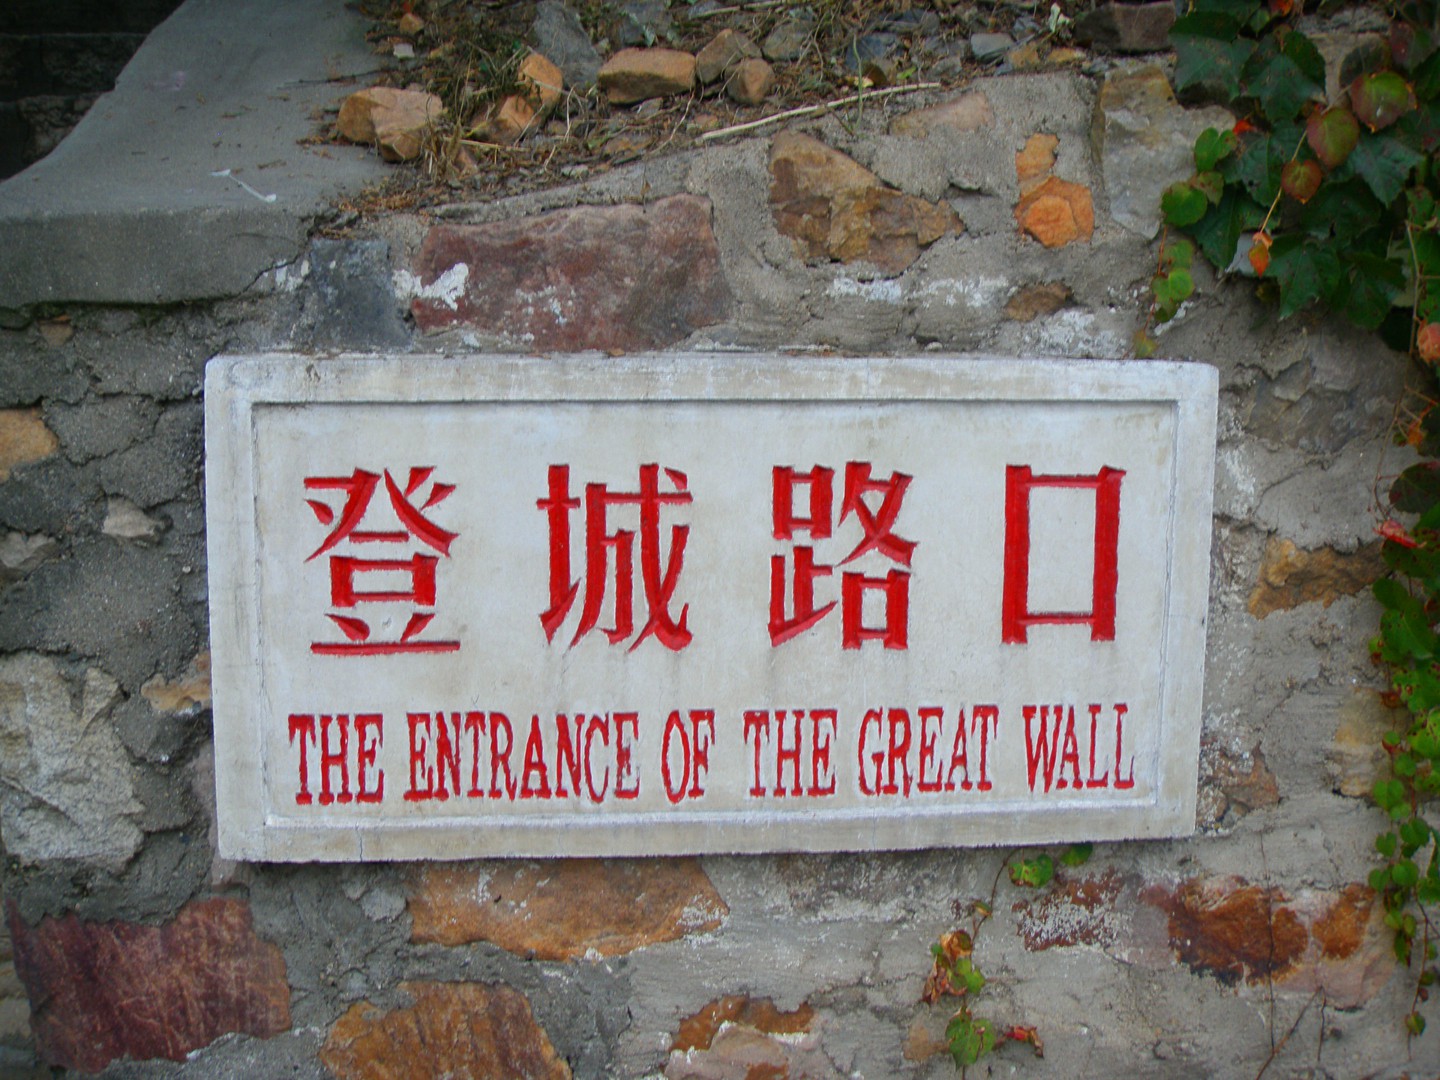 登城路口
THE ENTRANCE OF THE GREAT WALL